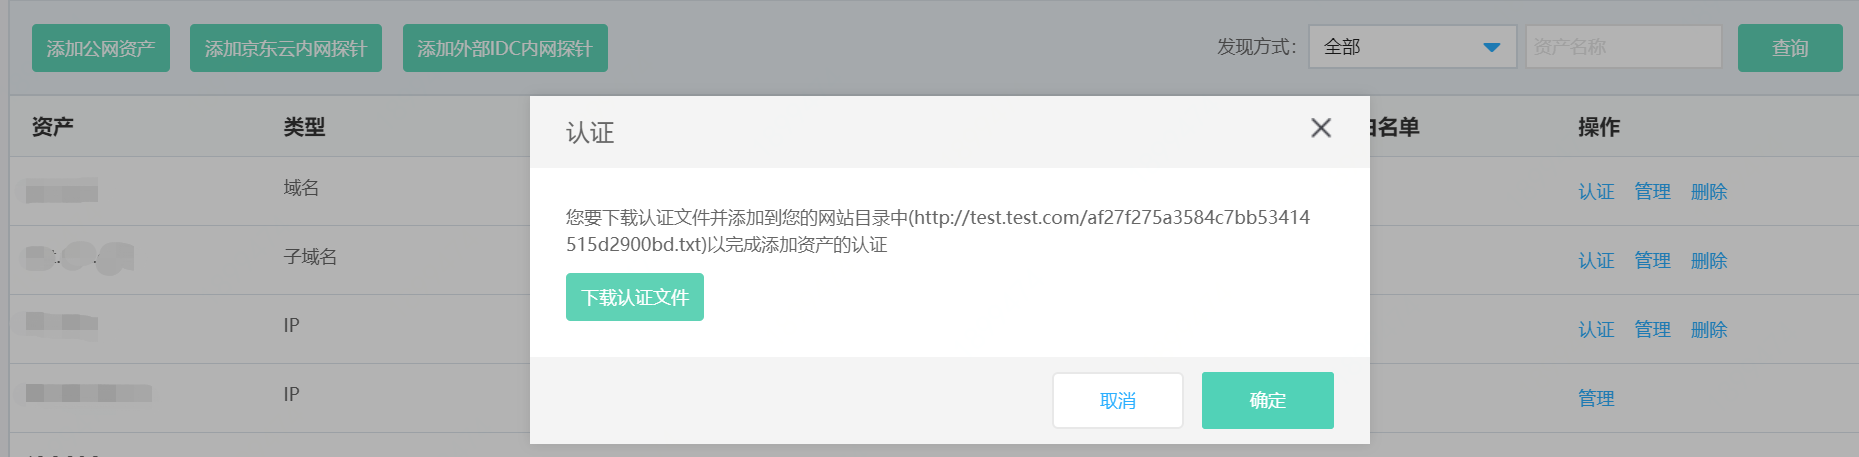 添加公网资产 添加京东云内网探针 添加外部IDC内网探针 发现方式: 全部 资产名称 查询
资产 类型 名单 操作
认证
域名 认证 管理 删除
您要下载认证文件并添加到您的网站目录中(http://test.test.com/af27f275a3584c7bb53414
515d2900bd.txt)以完成添加资产的认证
子域名 认证 管理 删除
下载认证文件
IP 认证 管理 删除
IP 管理
取消 确定